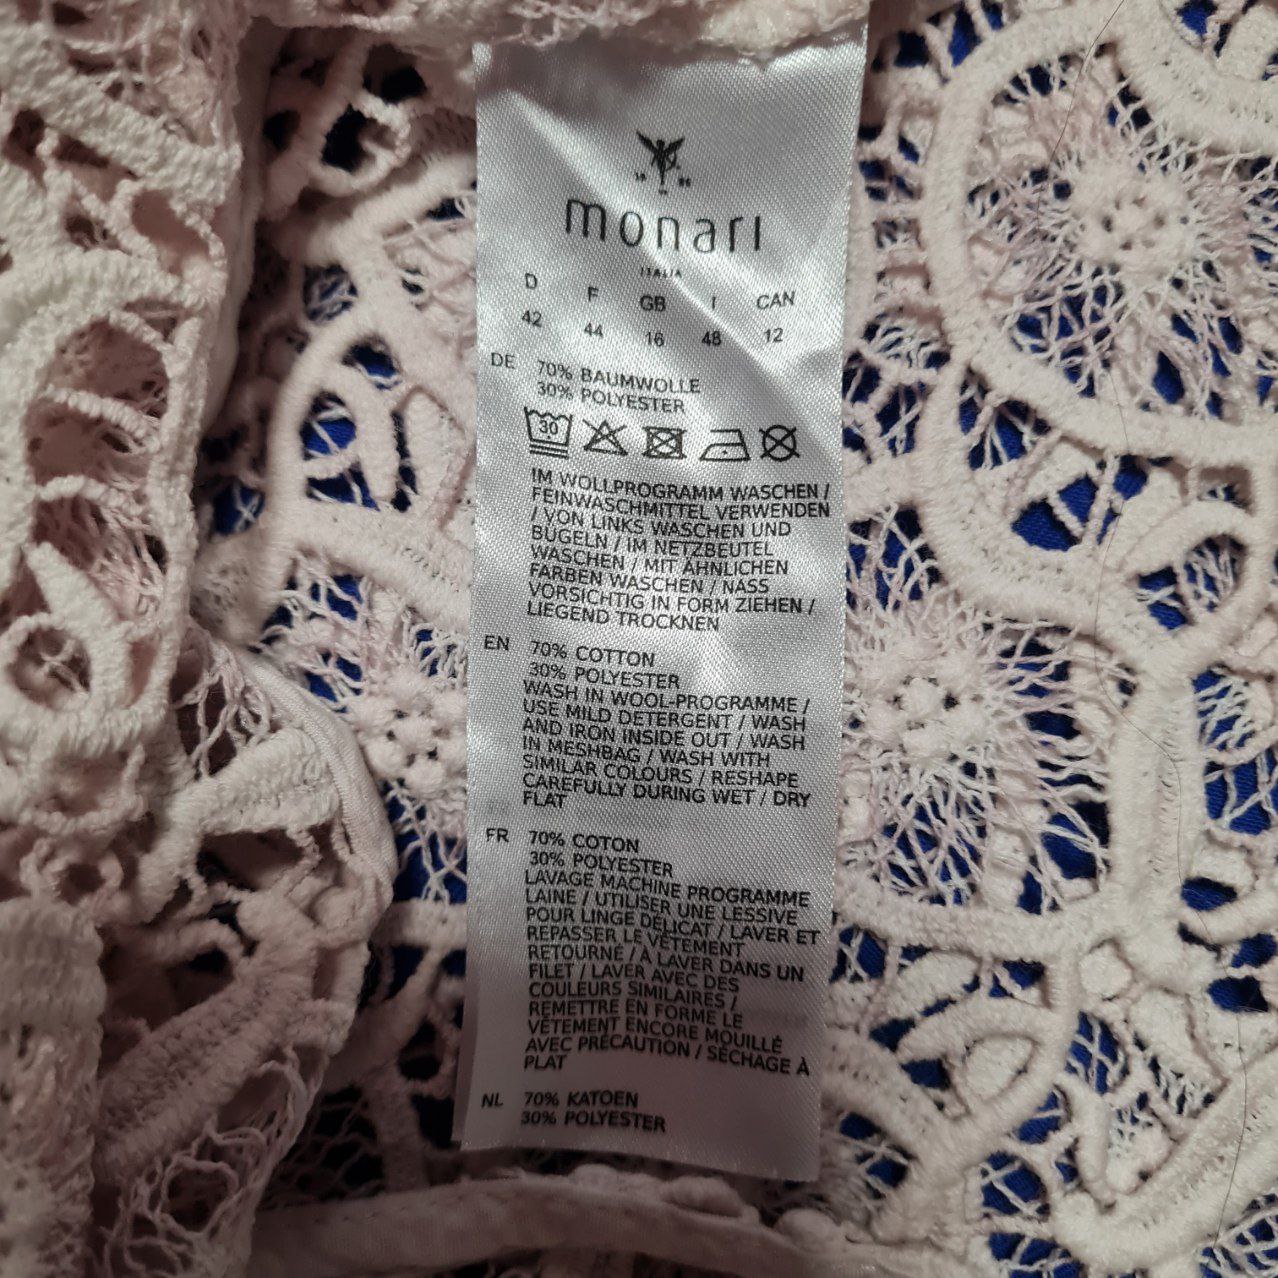 monari
ITALIA
D F GB I CAN
42 44 16 48 12
DE 70% BAUMWOLLE
30% POLYESTER
30
IM WOLLPROGRAMM WASCHEN /
FEINWASCHMITTEL VERWENDEN
/ VON LINKS WASCHEN UND
BÜGELN / IM NETZBEUTEL
WASCHEN / MIT ÄHNLICHEN
FARBEN WASCHEN / NASS
VORSICHTIG IN FORM ZIEHEN /
LIEGEND TROCKNEN
EN 70% COTTON
30% POLYESTER
WASH IN WOOL-PROGRAMME /
USE MILD DETERGENT / WASH
AND IRON INSIDE OUT / WASH
IN MESHBAG / WASH WITH
SIMILAR COLOURS / RESHAPE
CAREFULLY DURING WET / DRY
FLAT
FR 70% COTON
30% POLYESTER
LAVAGE MACHINE PROGRAMME
LAINE / UTILISER UNE LESSIVE
POUR LINGE DÉLICAT / LAVER ET
REPASSER LE VÊTEMENT
RETOURNÉ / À LAVER DANS UN
FILET / LAVER AVEC DES
COULEURS SIMILAIRES /
REMETTRE EN FORME LE
VÊTEMENT ENCORE MOUILLÉ
AVEC PRÉCAUTION / SÉCHAGE À
PLAT
NL 70% KATOEN
30% POLYESTER